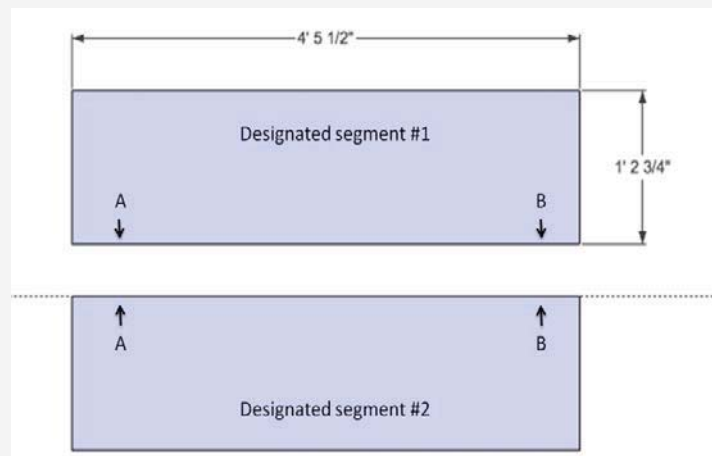 4' 5 1/2"
Designated segment #1
1' 2 3/4"
A B
A B
Designated segment #2